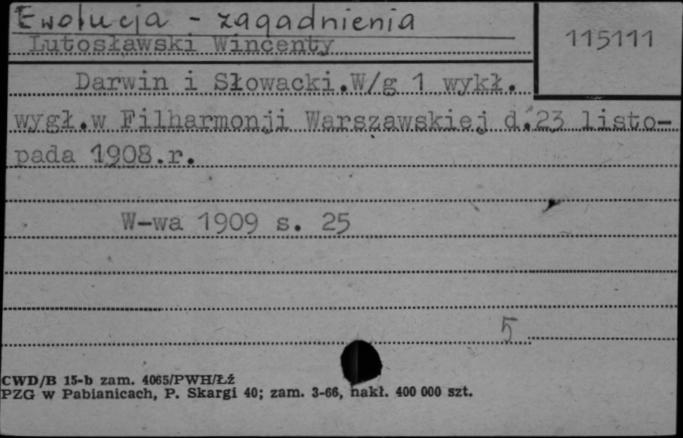 Ewolucja - zagadnienia
Lutosławski Wincenty
115111
Darwin i Słowacki.W/g 1 wykł.
wygł.w Filharmonji Warszawskiej d.23 listo-
pada 1908.r.
W-wa 1909 s. 25
5
CWD/B 15-b zam. 4065/PWH/Łź
PZG w Pabianicach, P. Skargi 40; zam. 3-66, nakł. 400 000 szt.